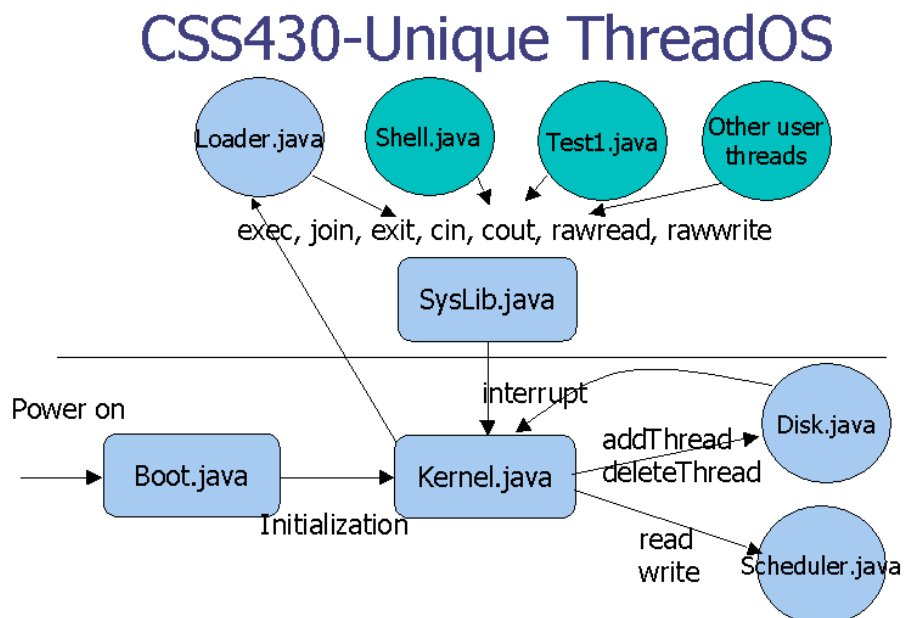 CSS430-Unique ThreadOS
Loader.java
Shell.java
Test1.java
Other user
threads
exec, join, exit, cin, cout, rawread, rawwrite
SysLib.java
Power on
interrupt
Boot.java
Initialization
Kernel.java
addThread
deleteThread
Disk.java
read
write
Scheduler.java